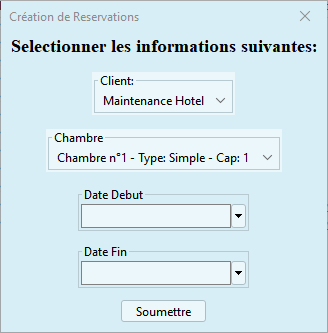 Création de Reservations
Selectionner les informations suivantes:
Client:
Maintenance Hotel
Chambre
Chambre n°1 - Type: Simple - Cap: 1
Date Debut
Date Fin
Soumettre